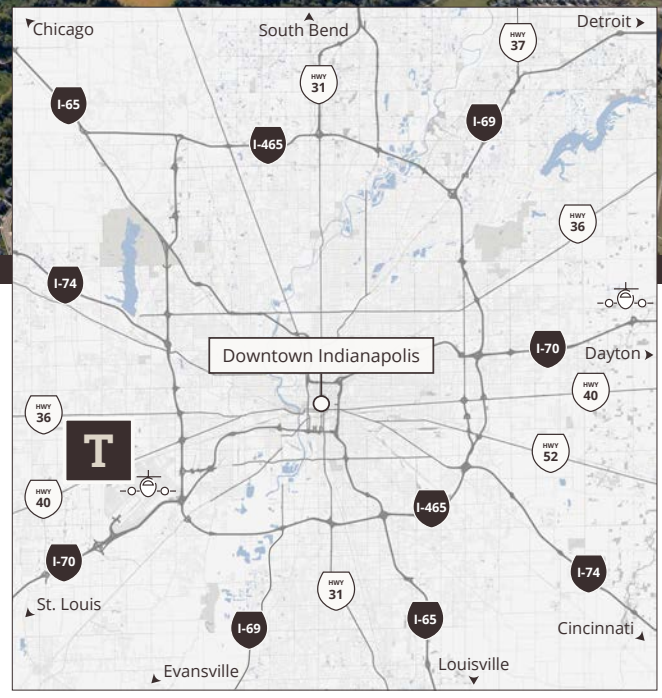 Chicago
South Bend
Detroit
HWY
37
HWY
31
I-65
I-69
I-465
HWY
36
I-74
Downtown Indianapolis
I-70
Dayton
HWY
40
HWY
36
T
HWY
52
HWY
40
I-465
I-70
I-74
HWY
31
St. Louis
I-69
I-65
Cincinnati
Evansville
Louisville